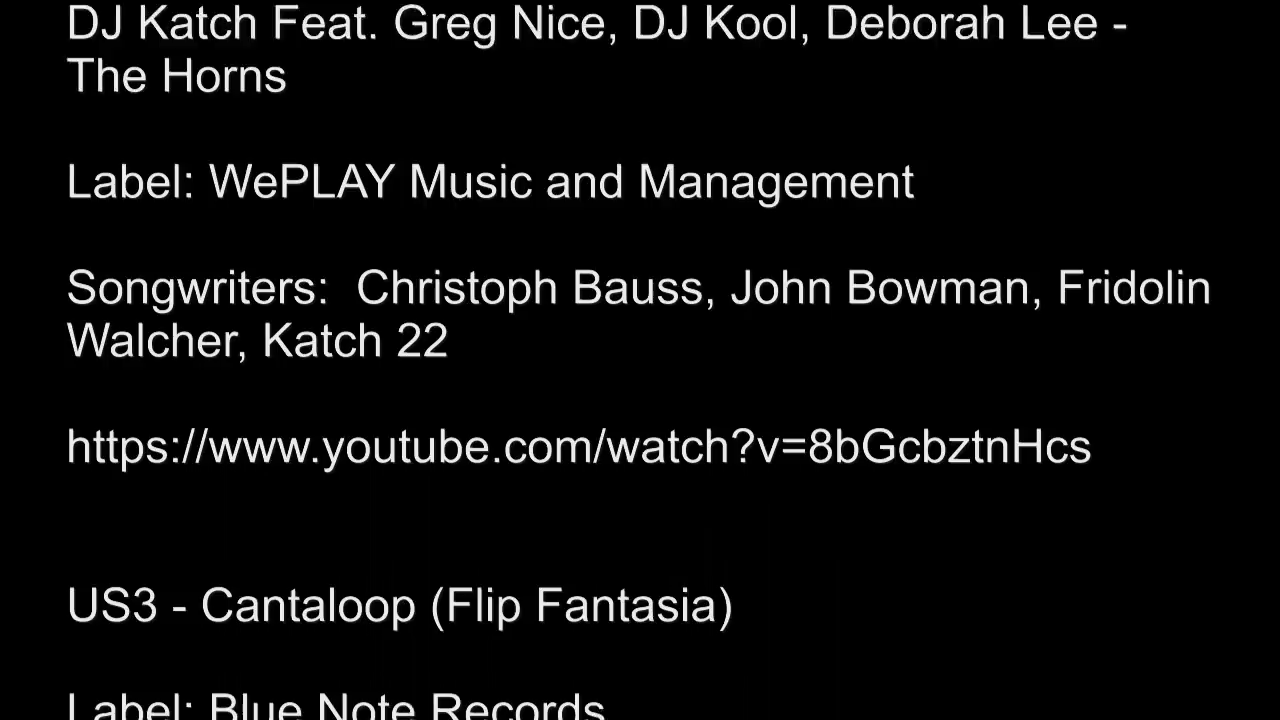 DJ Katch Feat. Greg Nice, DJ Kool, Deborah Lee -
The Horns
Label: WePLAY Music and Management
Songwriters:  Christoph Bauss, John Bowman, Fridolin
Walcher, Katch 22
https://www.youtube.com/watch?v=8bGcbztnHcs
US3 - Cantaloop (Flip Fantasia)
Label: Blue Note Records